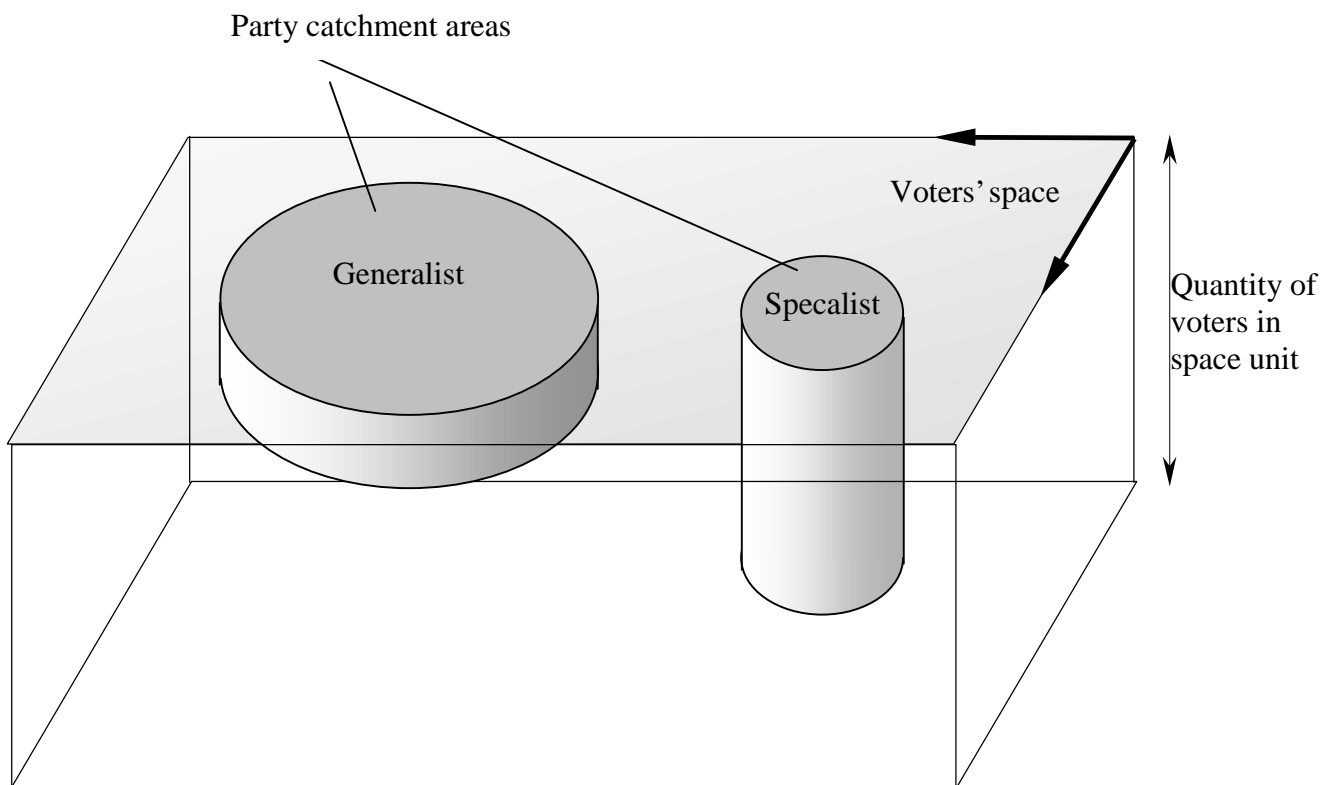 Party catchment areas
Voters' space
Generalist
Specalist
Quantity of
voters in
space unit